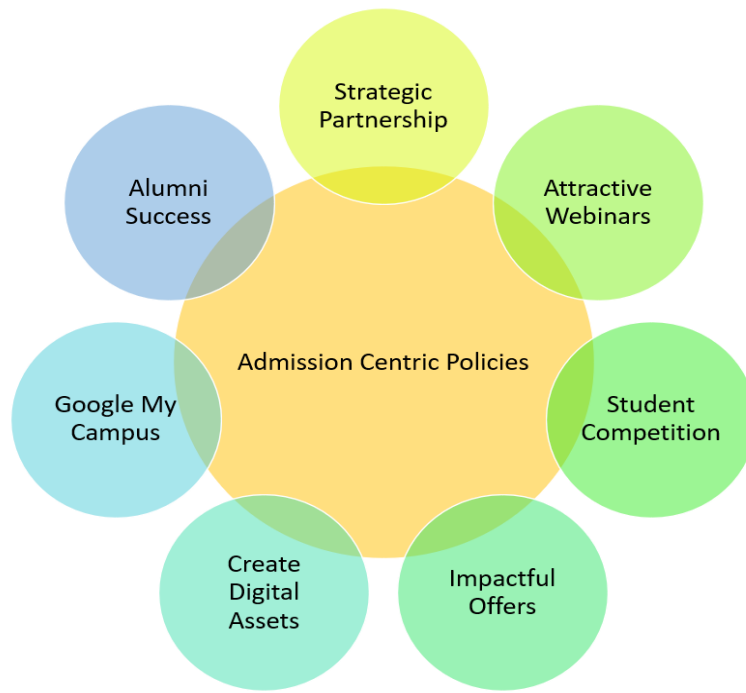 Strategic
Partnership
Attractive
Webinars
Student
Competition
Impactful
Offers
Create
Digital
Assets
Google My
Campus
Alumni
Success
Admission Centric Policies